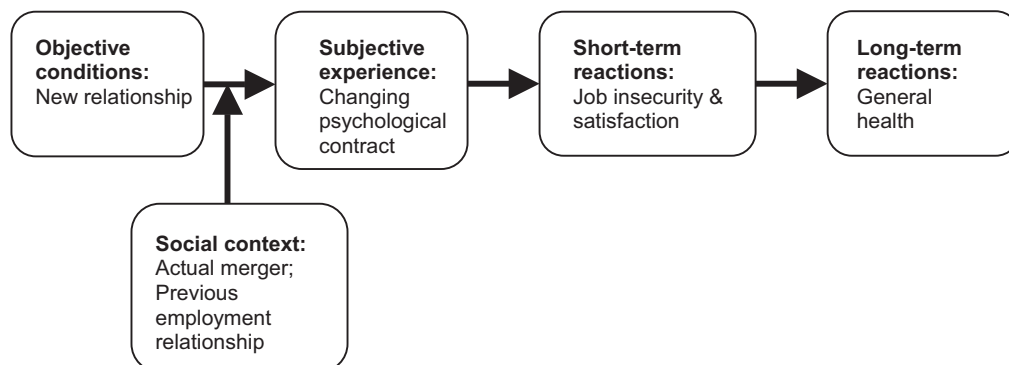 Objective
conditions:
New relationship
Subjective
experience:
Changing
psychological
contract
Short-term
reactions:
Job insecurity &
satisfaction
Long-term
reactions:
General
health
Social context:
Actual merger;
Previous
employment
relationship